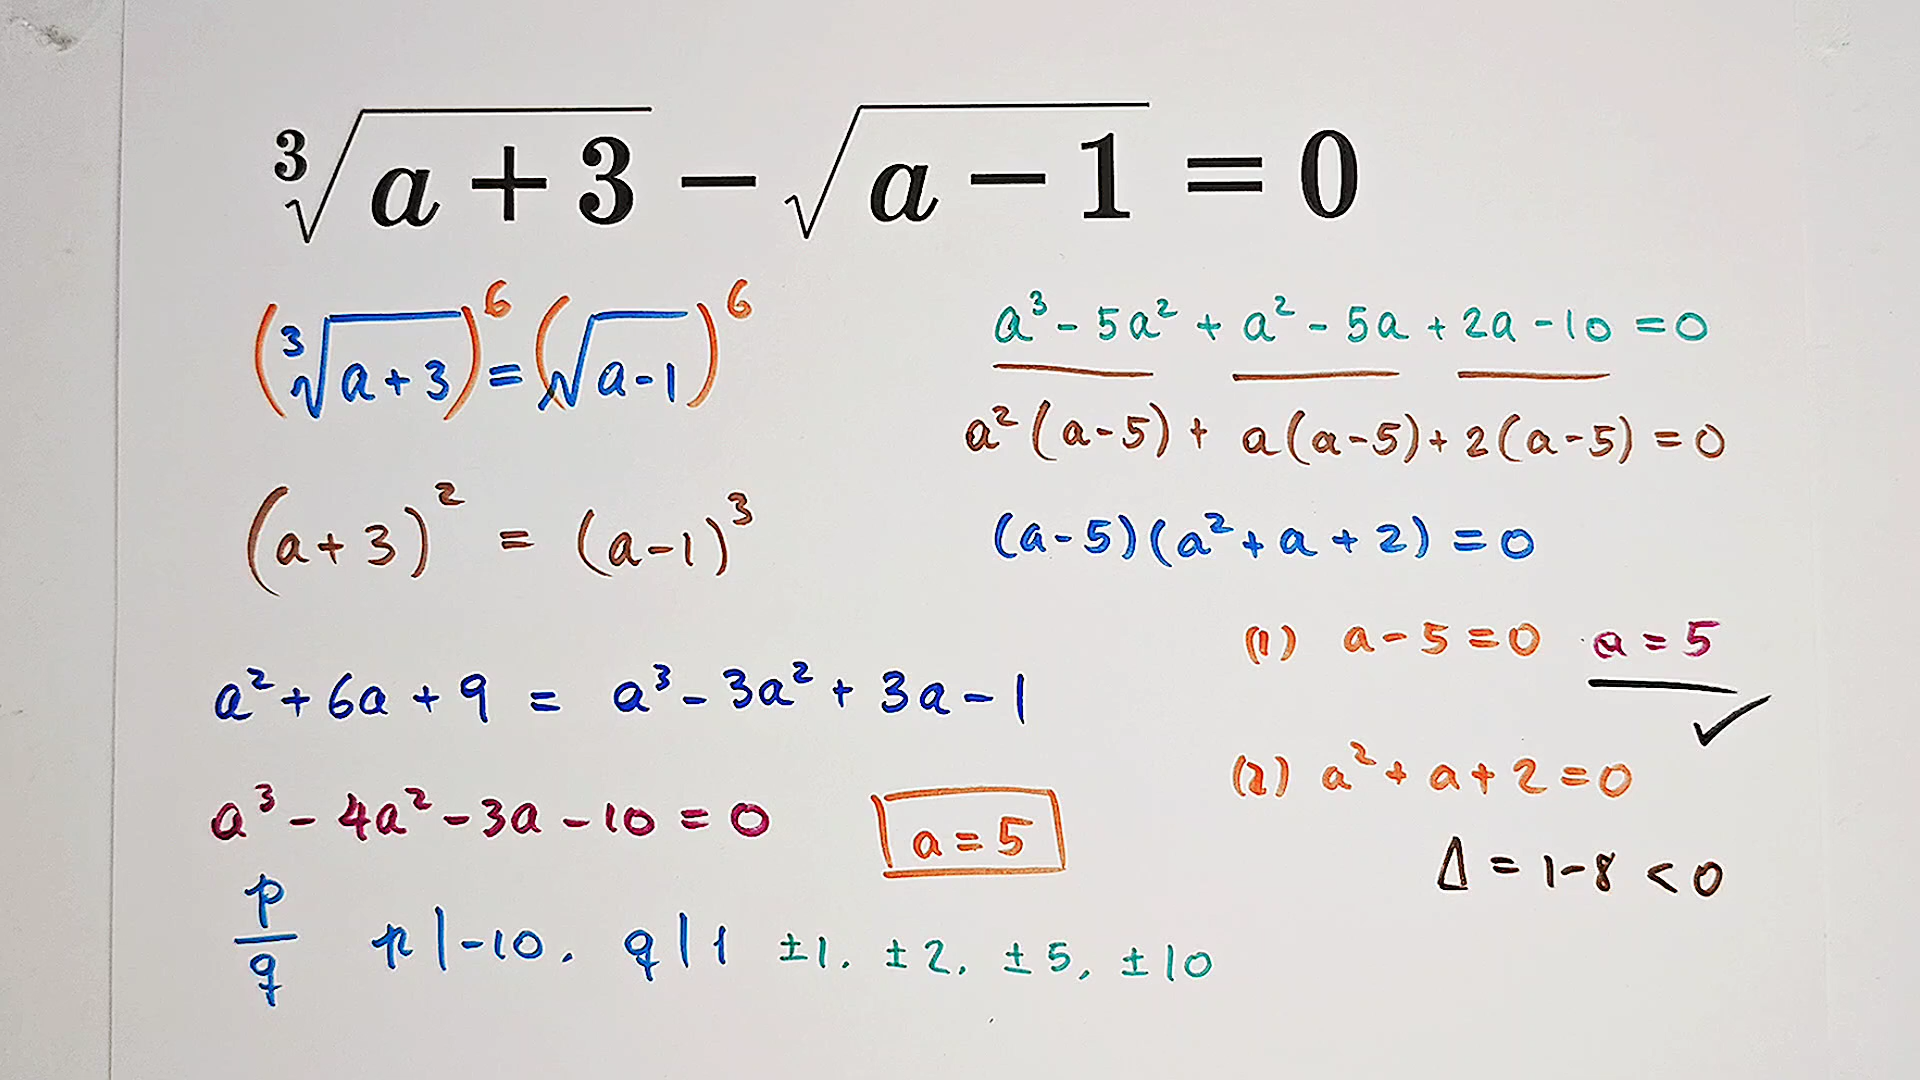 ∛(a+3) − √(a−1) = 0
(∛(a+3))⁶ = (√(a-1))⁶
(a+3)² = (a-1)³
a² + 6a + 9 = a³ - 3a² + 3a - 1
a³ - 4a² - 3a - 10 = 0
a = 5
p/q p|-10. q|1 ±1. ±2. ±5. ±10
a³ - 5a² + a² - 5a + 2a - 10 = 0
a²(a-5) + a(a-5) + 2(a-5) = 0
(a-5)(a²+a+2) = 0
(1) a-5=0 a=5 ✓
(2) a²+a+2=0
Δ = 1-8 < 0